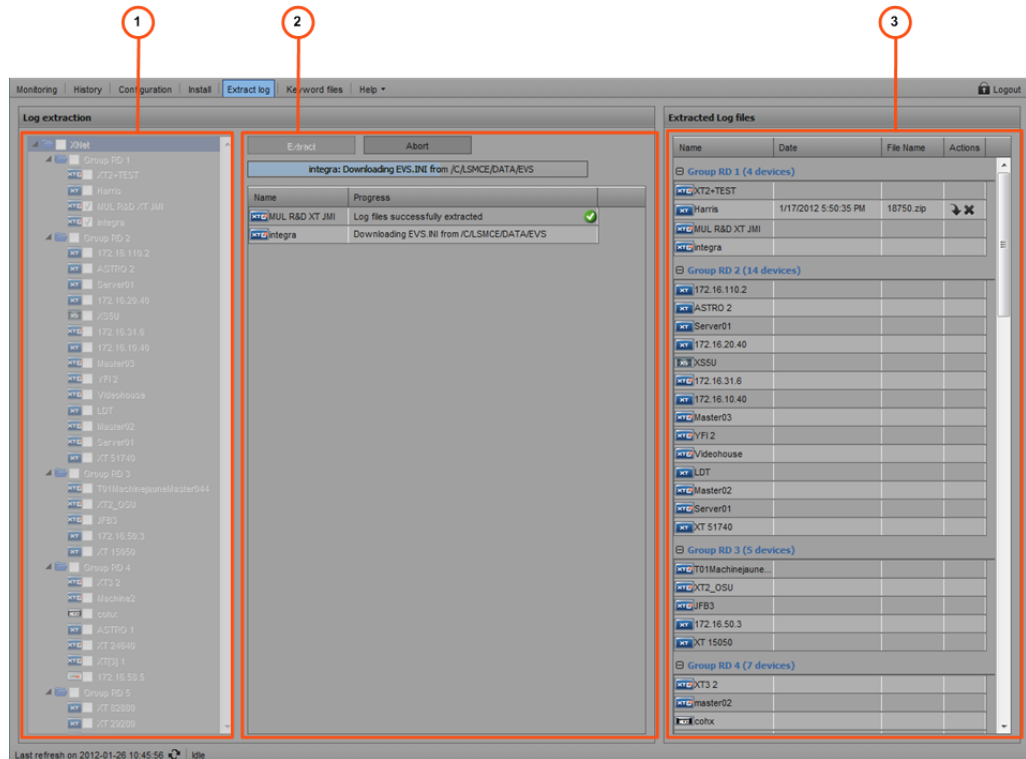 1
2
3
Monitoring History Configuration Install Extract log Keyword files Help Logout
Log extraction
XNet
Group RD 1
XT2+TEST
Harris
MUL R&D XT JMI
integra
Group RD 2
172.16.110.2
ASTRO 2
Server01
172.16.20.40
XS5U
172.16.31.6
172.16.10.40
Master03
YFI 2
Videohouse
LDT
Master02
Server01
XT 51740
Group RD 3
T01MachinejauneMaster044
XT2_OSU
JFB3
172.16.50.3
XT 15050
Group RD 4
XT3 2
Machine2
cohx
ASTRO 1
XT 24640
XT[3] 1
Group RD 5
XT 29200
Extract Abort
integra: Downloading EVS.INI from /C/LSMCE/DATA/EVS
Name Progress
MUL R&D XT JMI Log files successfully extracted
integra Downloading EVS.INI from /C/LSMCE/DATA/EVS
Extracted Log files
Name Date File Name Actions
Group RD 1 (4 devices)
XT2+TEST
Harris 1/17/2012 5:50:35 PM 18750.zip
MUL R&D XT JMI
integra
Group RD 2 (14 devices)
172.16.110.2
ASTRO 2
Server01
172.16.20.40
XS5U
172.16.31.6
172.16.10.40
Master03
YFI 2
Videohouse
LDT
Master02
Server01
XT 51740
Group RD 3 (5 devices)
T01Machinejaune...
XT2_OSU
JFB3
172.16.50.3
XT 15050
Group RD 4 (7 devices)
XT3 2
master02
cohx
Last refresh on 2012-01-26 10:45:56 Idle